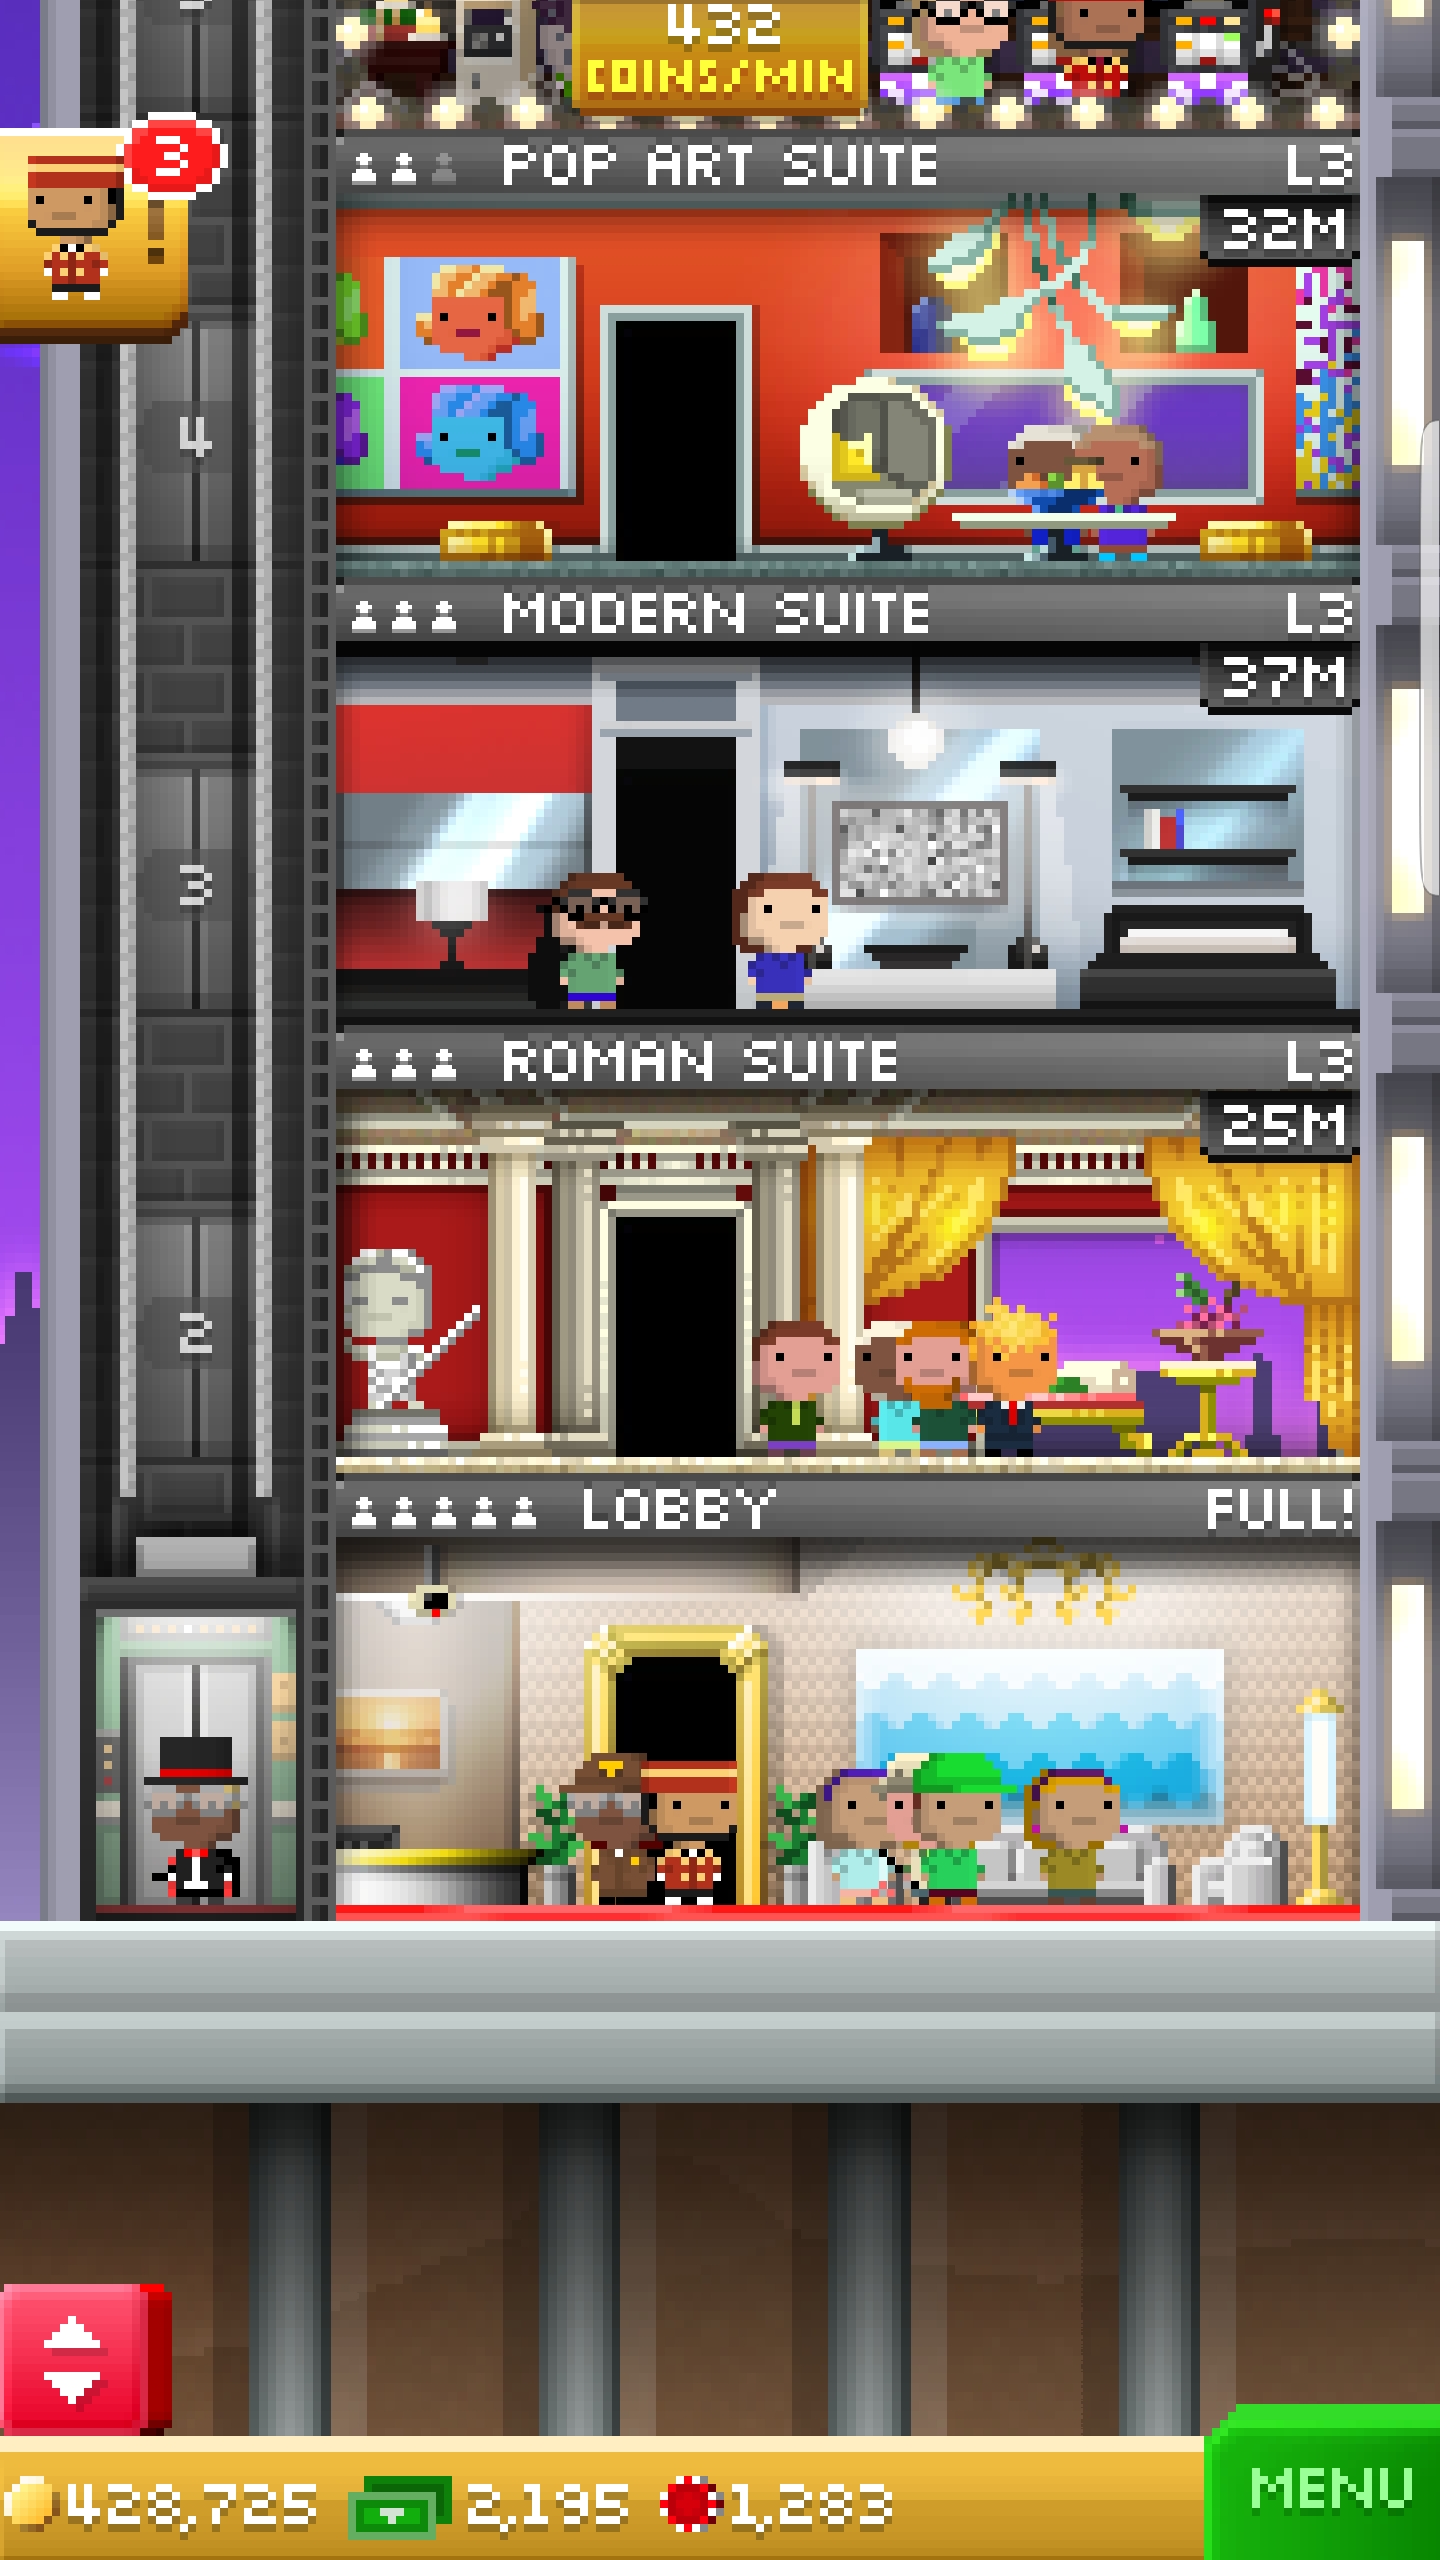 432
COINS/MIN
3
!
POP ART SUITE L3
32M
4
MODERN SUITE L3
37M
3
ROMAN SUITE L3
25M
2
LOBBY FULL!
1
428,725 2,195 1,283
MENU